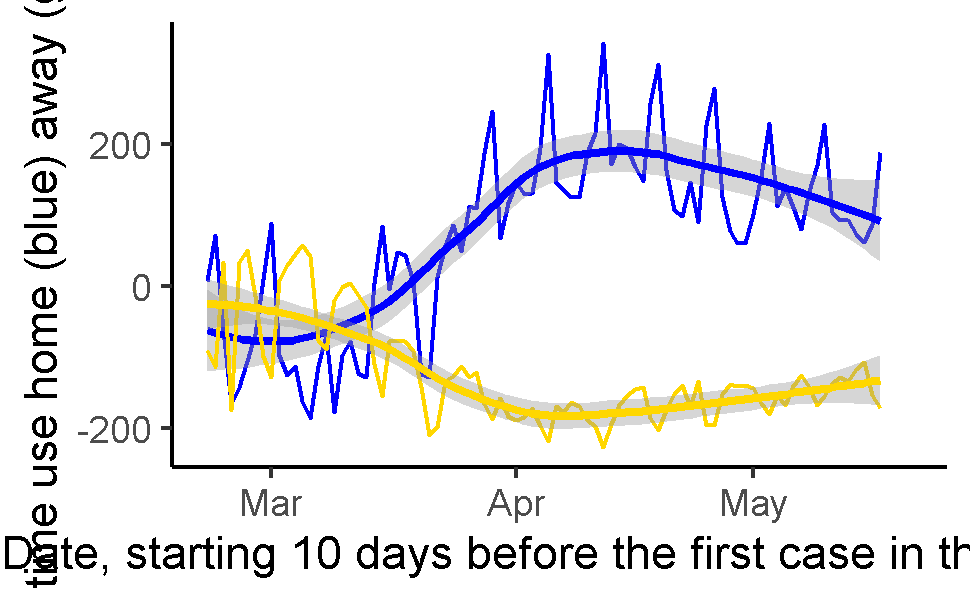 time use home (blue) away (
200
0
-200
Mar Apr May
Date, starting 10 days before the first case in th